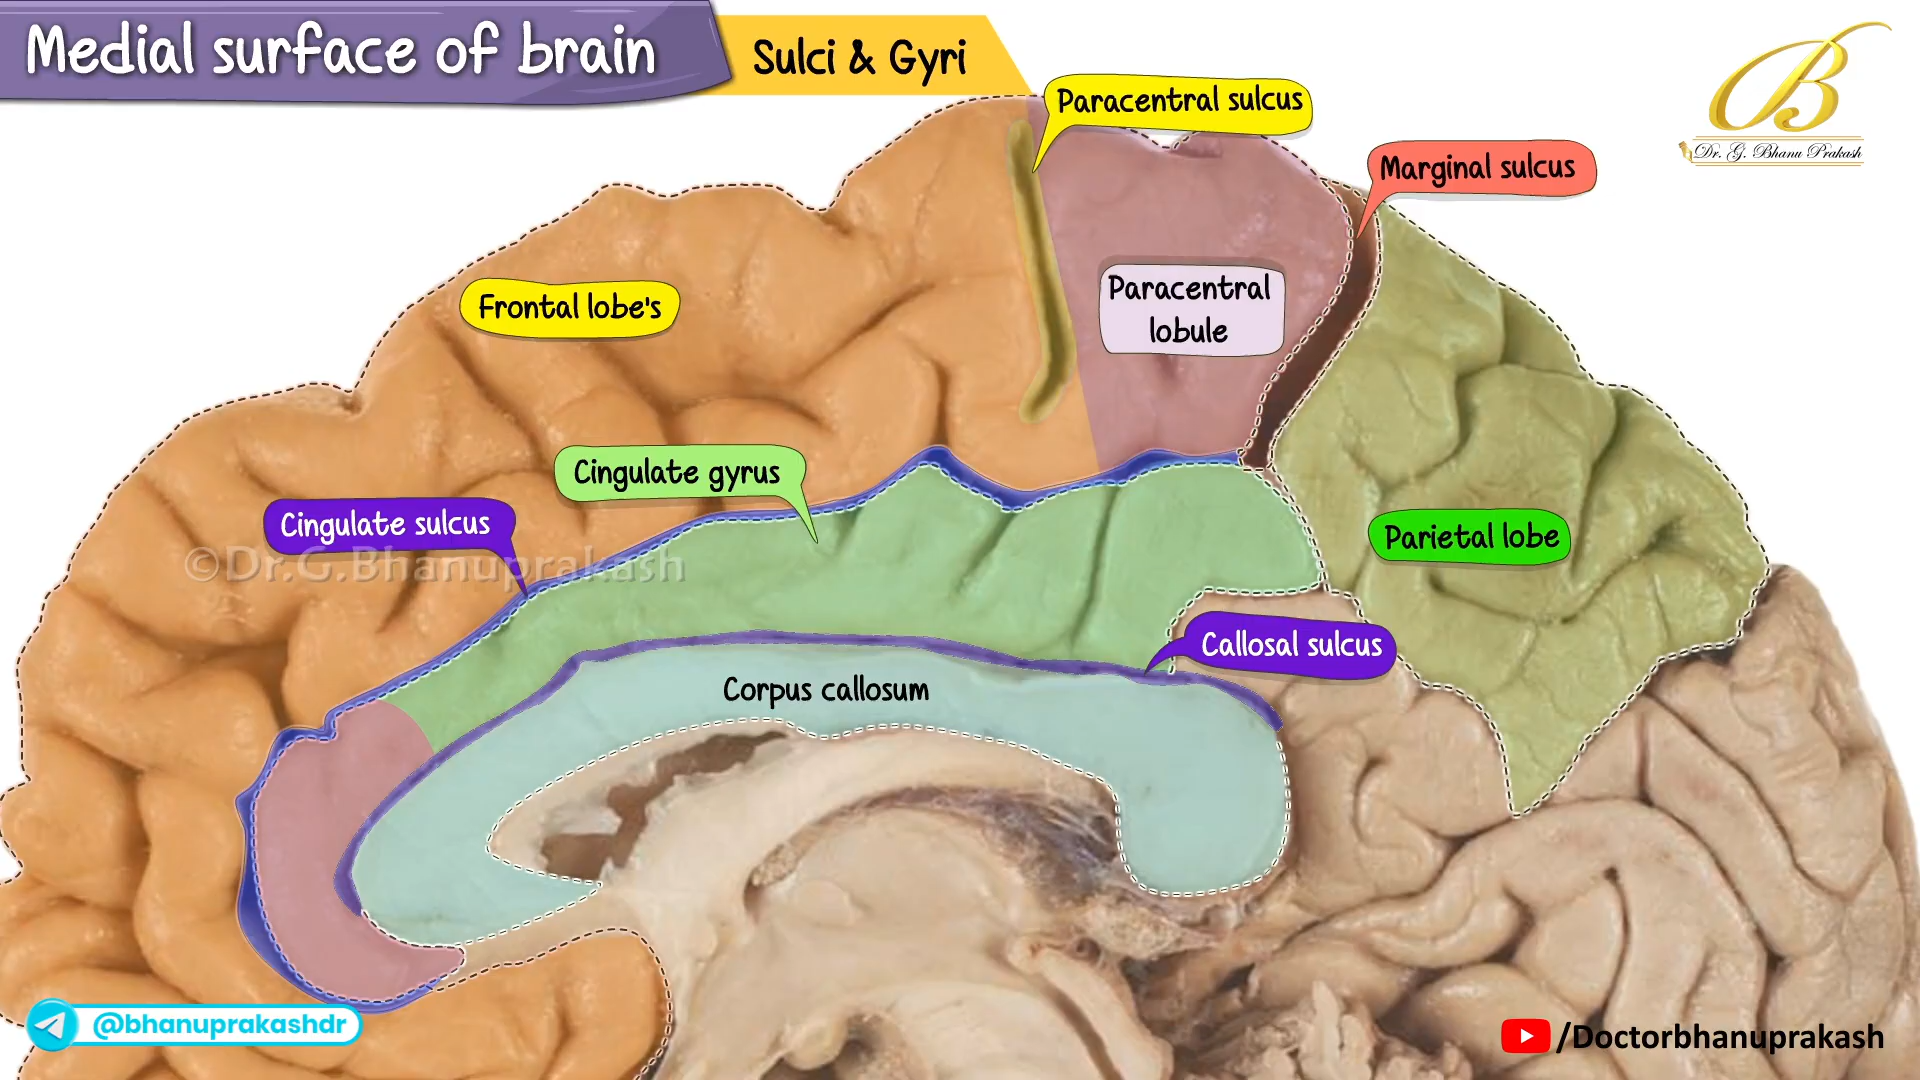 Medial surface of brain
Sulci & Gyri
Paracentral sulcus
Marginal sulcus
Dr. G. Bhanu Prakash
Frontal lobe's
Paracentral
lobule
Cingulate gyrus
Cingulate sulcus
©Dr.G.Bhanuprakash
Parietal lobe
Callosal sulcus
Corpus callosum
@bhanuprakashdr
/Doctorbhanuprakash